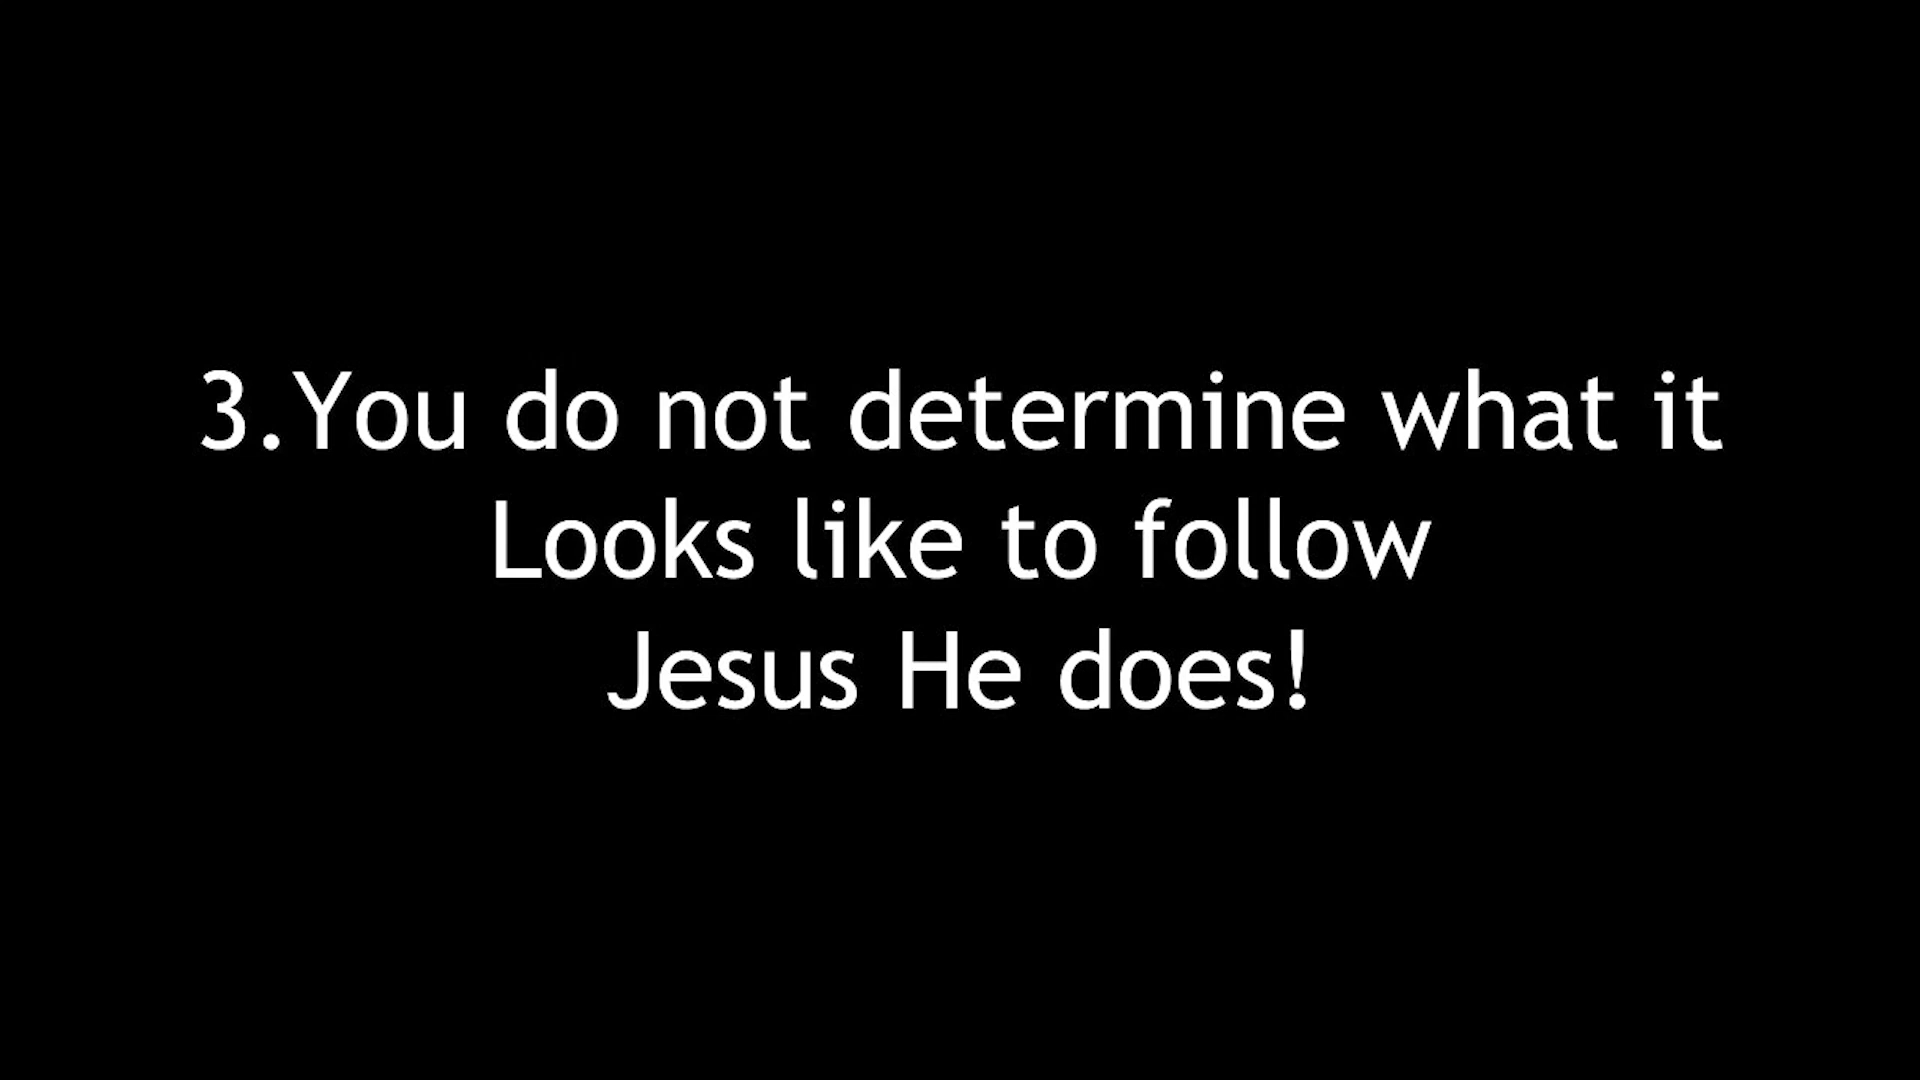 3.You do not determine what it
Looks like to follow
Jesus He does!